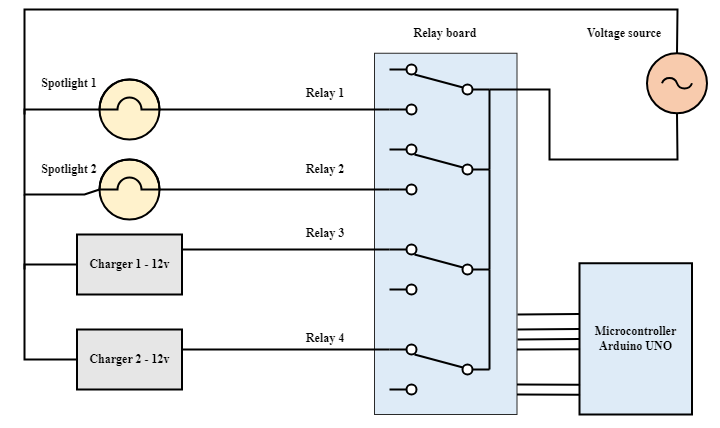 Relay board
Voltage source
Spotlight 1
Relay 1
Spotlight 2
Relay 2
Relay 3
Charger 1 - 12v
Relay 4
Charger 2 - 12v
Microcontroller
Arduino UNO